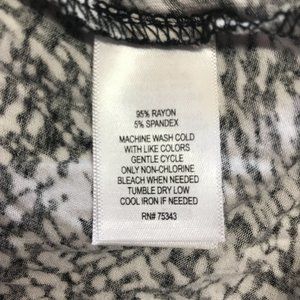 95% RAYON
5% SPANDEX
MACHINE WASH COLD
WITH LIKE COLORS
GENTLE CYCLE
ONLY NON-CHLORINE
BLEACH WHEN NEEDED
TUMBLE DRY LOW
COOL IRON IF NEEDED
RN# 75343